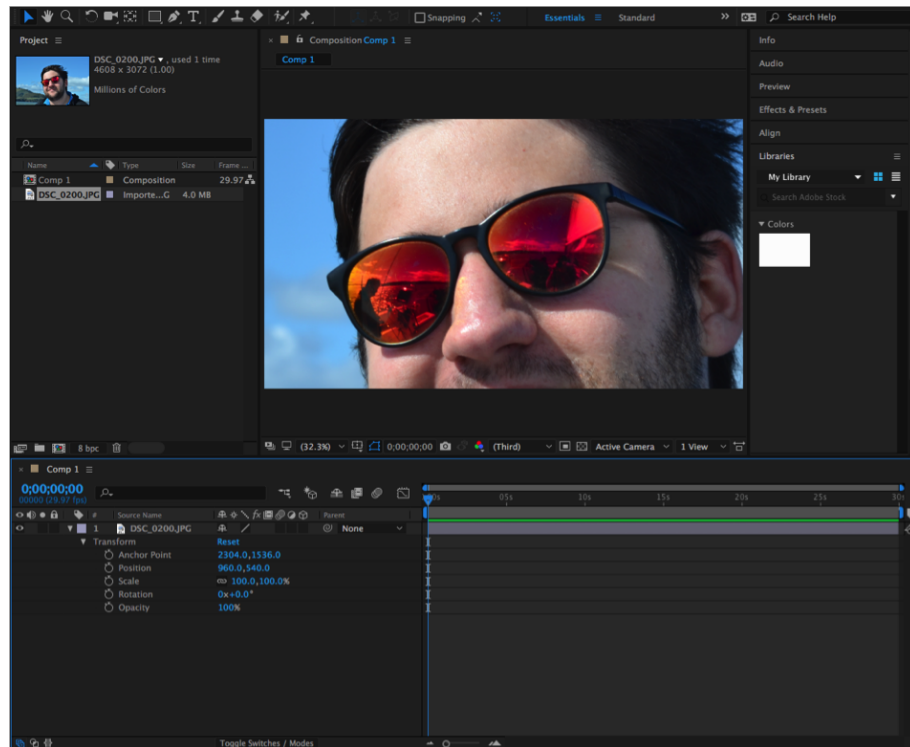 Snapping
Essentials
Standard
Search Help
Project
DSC_0200.JPG , used 1 time
4608 x 3072 (1.00)
Millions of Colors
Name Type Size Frame ...
Comp 1 Composition 29.97
DSC_0200.JPG Importe...G 4.0 MB
8 bpc
Composition Comp 1
Comp 1
(32.3%) 0;00;00;00 (Third) Active Camera 1 View
Info
Audio
Preview
Effects & Presets
Align
Libraries
My Library
Search Adobe Stock
Colors
Comp 1
0;00;00;00
00000 (29.97 fps)
05s 10s 15s 20s 25s 30s
# Source Name Parent
1 DSC_0200.JPG None
Transform Reset
Anchor Point 2304.0,1536.0
Position 960.0,540.0
Scale 100.0,100.0%
Rotation 0x+0.0°
Opacity 100%
Toggle Switches / Modes